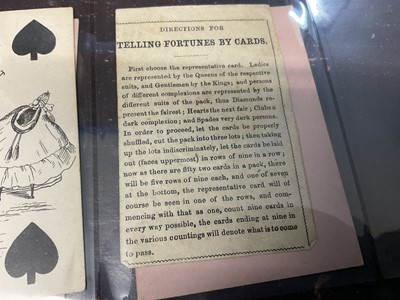 DIRECTIONS FOR
TELLING FORTUNES BY CARDS.
First choose the representative card. Ladies
are represented by the Queens of the respective
suits, and Gentlemen by the Kings; and persons
of different complexions are represented by the
different suits of the pack, thus Diamonds re-
present the fairest; Hearts the next fair; Clubs a
dark complexion; and Spades very dark persons.
In order to proceed, let the cards be properly
shuffled, cut the pack into three lots; then taking
up the lots indiscriminately, let the cards be laid
out (faces uppermost) in rows of nine in a row;
now as there are fifty two cards in a pack, there
will be five rows of nine each, and one of seven
at the bottom, the representative card will of
course be seen in one of the rows, and com-
mencing with that as one, count nine cards in
every way possible, the cards ending at nine in
the various countings will denote what is to come
to pass.